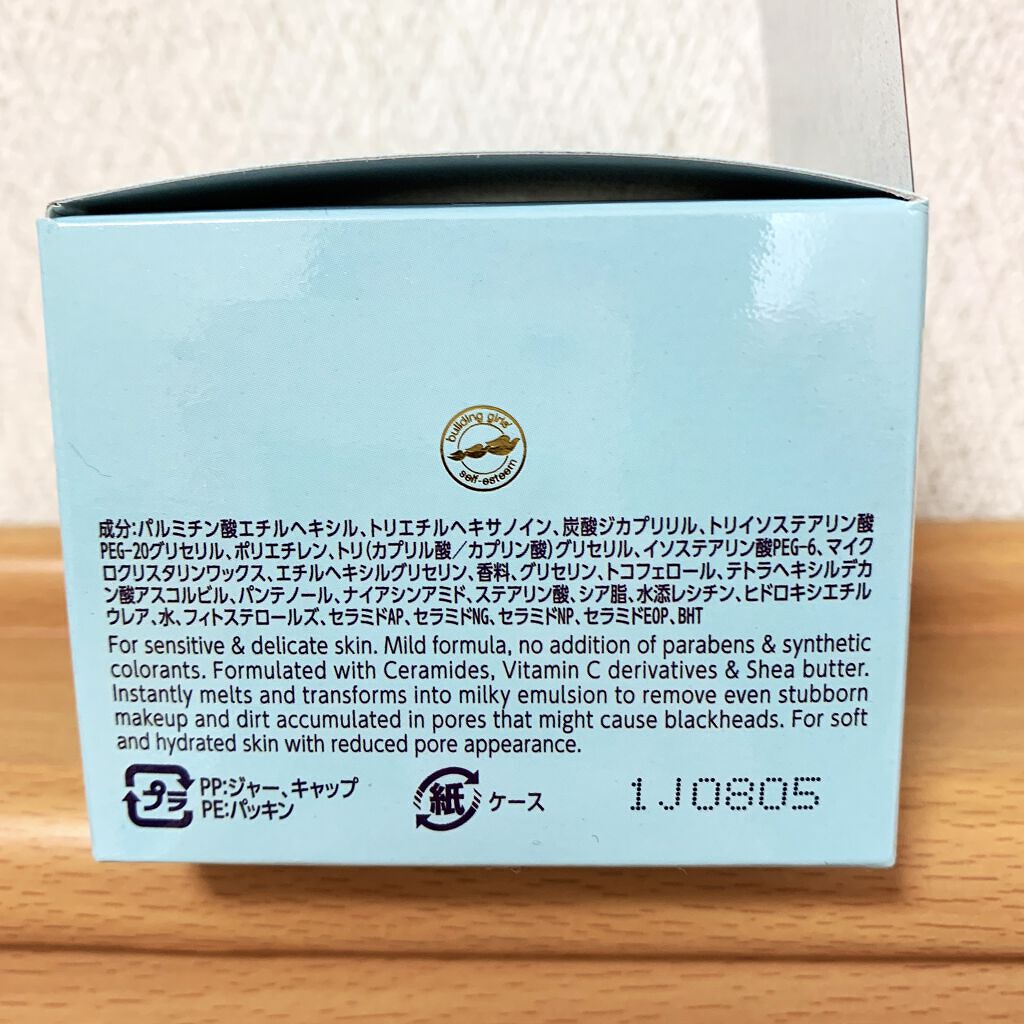 building girls'
self-esteem
成分:パルミチン酸エチルヘキシル、トリエチルヘキサノイン、炭酸ジカプリリル、トリイソステアリン酸
PEG-20グリセリル、ポリエチレン、トリ(カプリル酸／カプリン酸)グリセリル、イソステアリン酸PEG-6、マイク
ロクリスタリンワックス、エチルヘキシルグリセリン、香料、グリセリン、トコフェロール、テトラヘキシルデカ
ン酸アスコルビル、パンテノール、ナイアシンアミド、ステアリン酸、シア脂、水添レシチン、ヒドロキシエチル
ウレア、水、フィトステロールズ、セラミドAP、セラミドNG、セラミドNP、セラミドEOP、BHT
For sensitive & delicate skin. Mild formula, no addition of parabens & synthetic
colorants. Formulated with Ceramides, Vitamin C derivatives & Shea butter.
Instantly melts and transforms into milky emulsion to remove even stubborn
makeup and dirt accumulated in pores that might cause blackheads. For soft
and hydrated skin with reduced pore appearance.
プラ PP:ジャー、キャップ
PE:パッキン
紙 ケース
1J0805